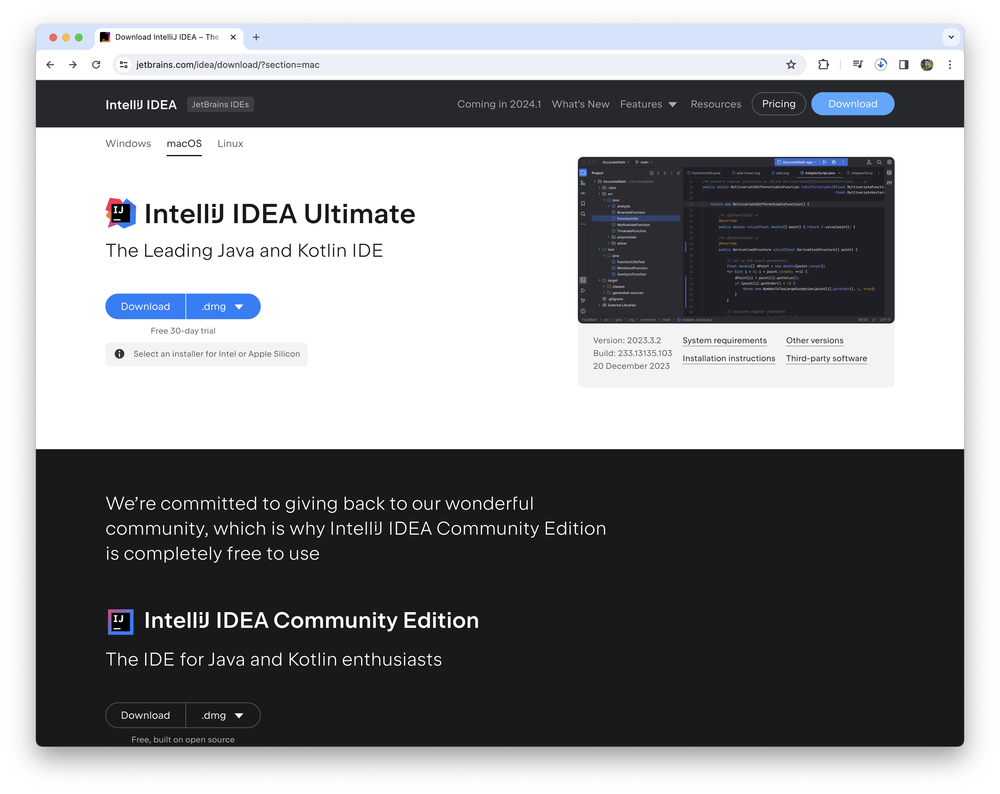 Download IntelliJ IDEA – The
jetbrains.com/idea/download/?section=mac
IntelliJ IDEA
JetBrains IDEs
Coming in 2024.1
What's New
Features
Resources
Pricing
Download
Windows
macOS
Linux
IJ
IntelliJ IDEA Ultimate
The Leading Java and Kotlin IDE
Download
.dmg
Free 30-day trial
Select an installer for Intel or Apple Silicon
AccurateMath
main
AccurateMath app
Project
AccurateMath ~/AccurateMath
.idea
src
java
analysis
BivariateFunction
FunctionUtils
MultivariateFunction
TrivariateFunction
polynomials
solver
test
java
FunctionUtilsTest
MonitoredFunction
SumSyncFunction
target
classes
generated-sources
.gitignore
External Libraries
FunctionUtils.java
add-hover.svg
add.svg
AdapterScript.java
AdapterScrip
/** Convert regular functions to {@link MultivariateDifferentiableFunction}. ...*/
public static MultivariateDifferentiableFunction toDifferentiable(final MultivariateFuncti
final MultivariateVector
return new MultivariateDifferentiableFunction() {
/** {@inheritDoc} */
@Override
public double value(final double[] point) { return f.value(point); }
/** {@inheritDoc} */
@Override
public DerivativeStructure value(final DerivativeStructure[] point) {
// set up the input parameters
final double[] dPoint = new double[point.length];
for (int i = 0; i < point.length; ++i) {
dPoint[i] = point[i].getValue();
if (point[i].getOrder() > 1) {
throw new NumberIsTooLargeException(point[i].getOrder(), 1, true);
}
}
// evaluate regular functions
m
FastMath > src > java > org > commons > math > adapter_script.java
39:34 LF UTF-8
Version: 2023.3.2
Build: 233.13135.103
20 December 2023
System requirements
Installation instructions
Other versions
Third-party software
We’re committed to giving back to our wonderful
community, which is why IntelliJ IDEA Community Edition
is completely free to use
IJ
IntelliJ IDEA Community Edition
The IDE for Java and Kotlin enthusiasts
Download
.dmg
Free, built on open source